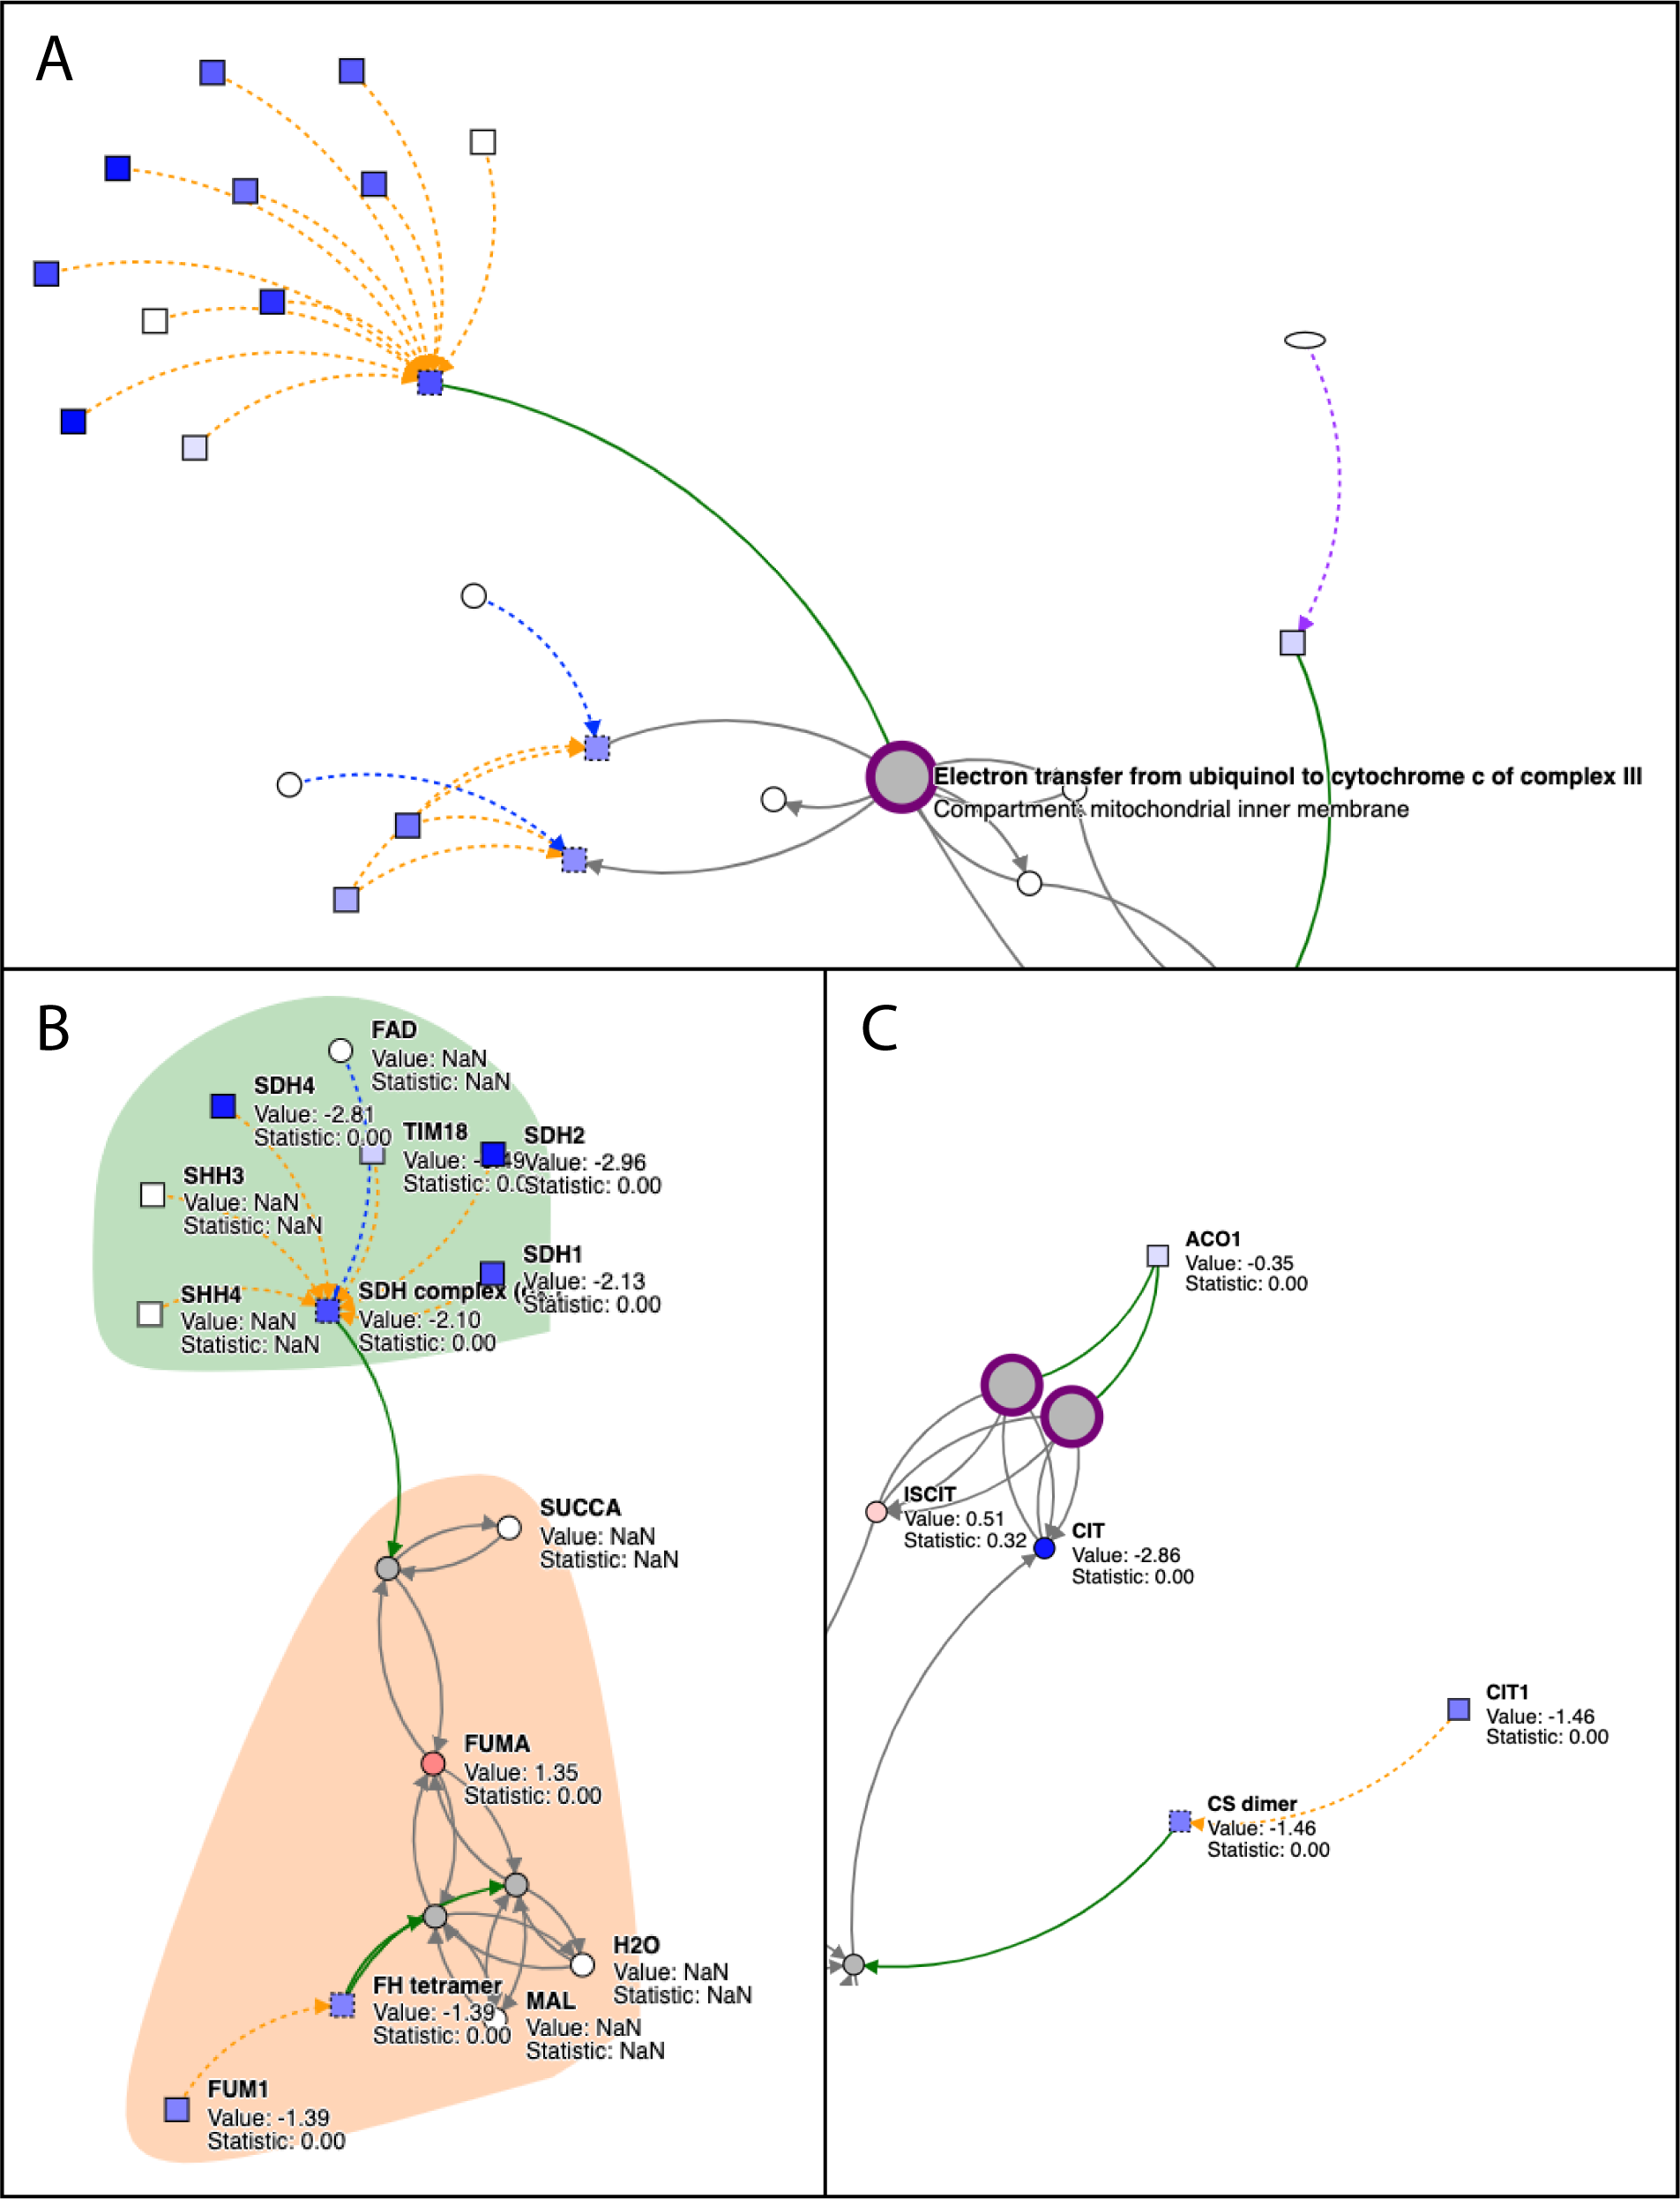 A
Electron transfer from ubiquinol to cytochrome c of complex III
Compartment: mitochondrial inner membrane
B
FAD
Value: NaN
Statistic: NaN
SDH4
Value: -2.81
Statistic: 0.00
TIM18
Value:
Statistic:
SDH2
Value: -2.96
Statistic: 0.00
SHH3
Value: NaN
Statistic: NaN
SDH1
Value: -2.13
Statistic: 0.00
SHH4
Value: NaN
Statistic: NaN
SDH complex
Value: -2.10
Statistic: 0.00
SUCCA
Value: NaN
Statistic: NaN
FUMA
Value: 1.35
Statistic: 0.00
H2O
Value: NaN
Statistic: NaN
FH tetramer
Value: -1.39
Statistic: 0.00
MAL
Value: NaN
Statistic: NaN
FUM1
Value: -1.39
Statistic: 0.00
C
ACO1
Value: -0.35
Statistic: 0.00
ISCIT
Value: 0.51
Statistic: 0.32
CIT
Value: -2.86
Statistic: 0.00
CIT1
Value: -1.46
Statistic: 0.00
CS dimer
Value: -1.46
Statistic: 0.00